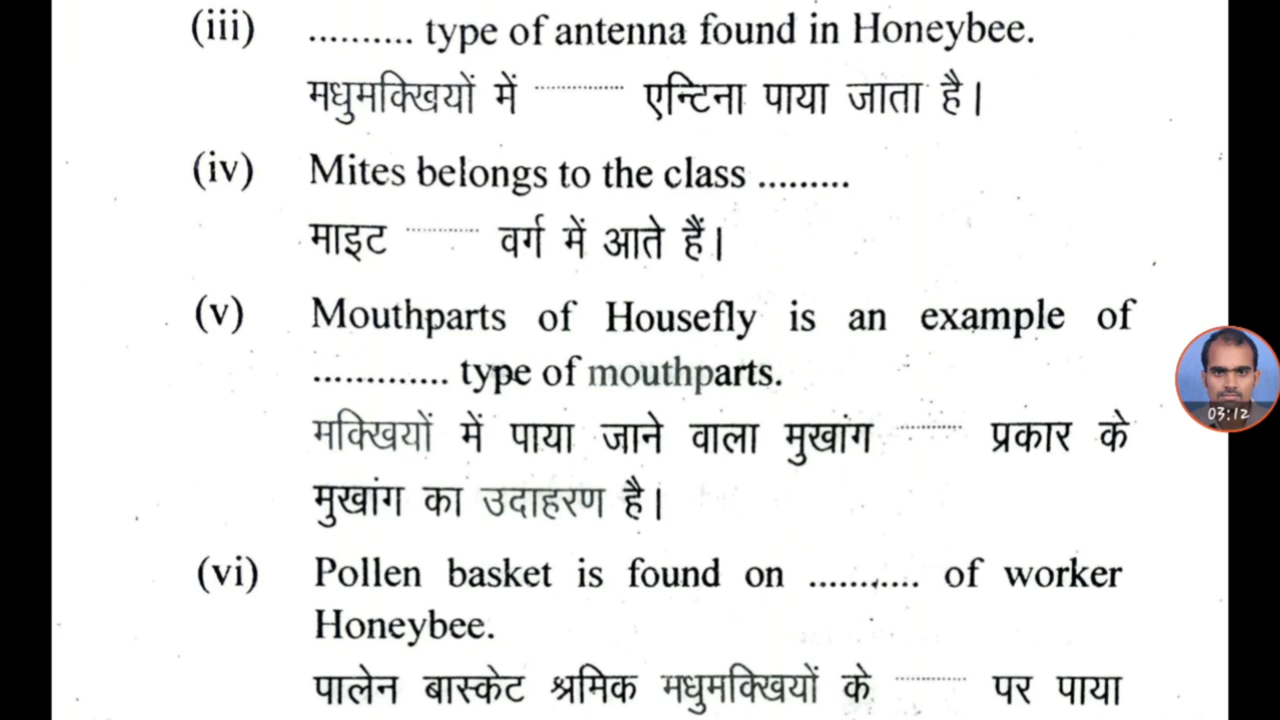 (iii) .......... type of antenna found in Honeybee.
मधुमक्खियों में .......... एन्टिना पाया जाता है।
(iv) Mites belongs to the class .........
माइट .......... वर्ग में आते हैं।
(v) Mouthparts of Housefly is an example of
............. type of mouthparts.
मक्खियों में पाया जाने वाला मुखांग .......... प्रकार के
मुखांग का उदाहरण है।
(vi) Pollen basket is found on ........... of worker
Honeybee.
पालेन बास्केट श्रमिक मधुमक्खियों के .......... पर पाया
03:12